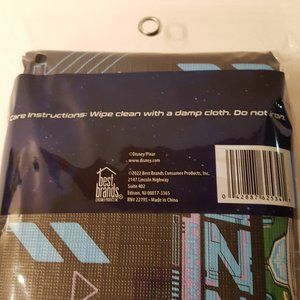 Care Instructions: Wipe clean with a damp cloth. Do not iron.
©Disney/Pixar
www.disney.com
©2022 Best Brands Consumer Products, Inc.
2147 Lincoln Highway
Suite 402
Edison, NJ 08817-3365
RN# 22195 • Made in China
best
brands